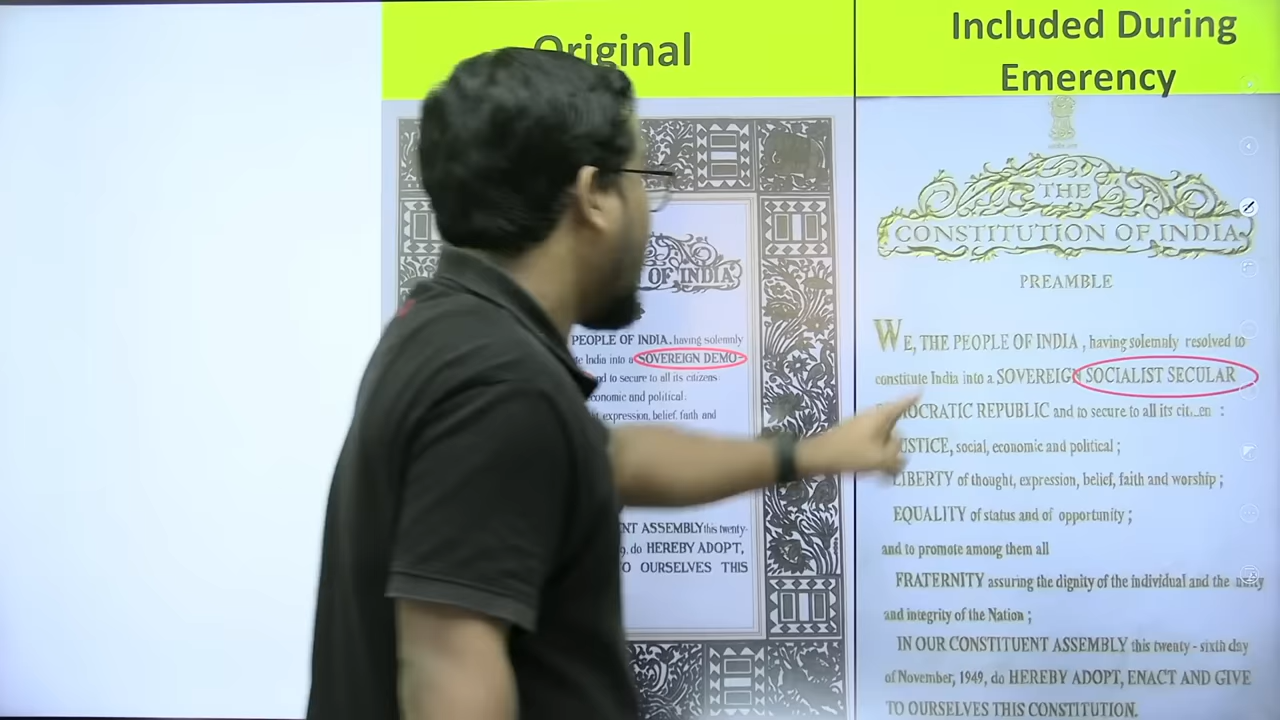 Original
OF INDIA
PEOPLE OF INDIA, having solemnly
India into a SOVEREIGN DEMO-
to secure to all its citizens
economic and political.
expression, belief, faith and
ASSEMBLY this twenty-
do HEREBY ADOPT,
OURSELVES THIS
Included During
Emerency
THE
CONSTITUTION OF INDIA
PREAMBLE
WE, THE PEOPLE OF INDIA , having solemnly resolved to
constitute India into a SOVEREIGN SOCIALIST SECULAR
REPUBLIC and to secure to all its :
social, economic and political ;
LIBERTY of thought, expression, belief, faith and worship ;
EQUALITY of status and of opportunity ;
and to promote among them all
FRATERNITY assuring the dignity of the individual and the unity
and integrity of the Nation ;
IN OUR CONSTITUENT ASSEMBLY this twenty - sixth day
of November, 1949, do HEREBY ADOPT, ENACT AND GIVE
TO OURSELVES THIS CONSTITUTION.